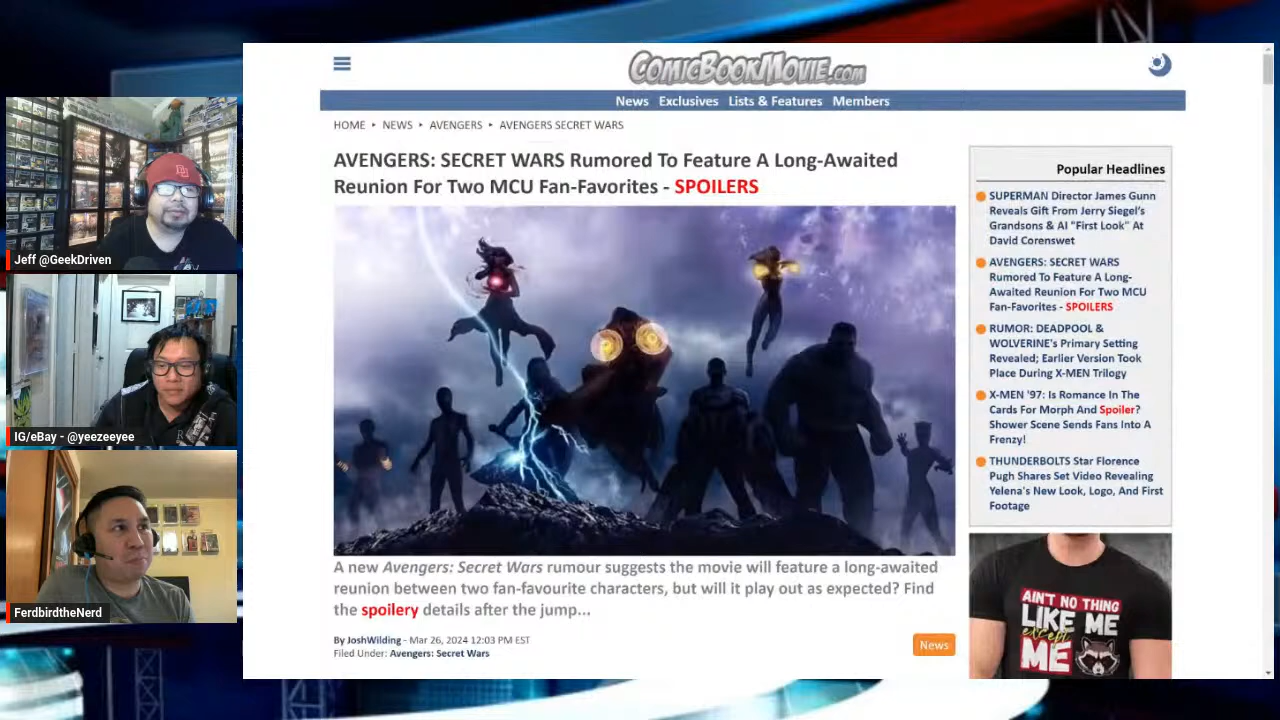 COMICBOOKMOVIE.COM
News Exclusives Lists & Features Members
HOME ▸ NEWS ▸ AVENGERS ▸ AVENGERS SECRET WARS
AVENGERS: SECRET WARS Rumored To Feature A Long-Awaited
Reunion For Two MCU Fan-Favorites - SPOILERS
A new Avengers: Secret Wars rumour suggests the movie will feature a long-awaited
reunion between two fan-favourite characters, but will it play out as expected? Find
the spoilery details after the jump...
By JoshWilding - Mar 26, 2024 12:03 PM EST
Filed Under: Avengers: Secret Wars
News
Popular Headlines
SUPERMAN Director James Gunn
Reveals Gift From Jerry Siegel's
Grandsons & AI "First Look" At
David Corenswet
AVENGERS: SECRET WARS
Rumored To Feature A Long-
Awaited Reunion For Two MCU
Fan-Favorites - SPOILERS
RUMOR: DEADPOOL &
WOLVERINE's Primary Setting
Revealed; Earlier Version Took
Place During X-MEN Trilogy
X-MEN '97: Is Romance In The
Cards For Morph And Spoiler?
Shower Scene Sends Fans Into A
Frenzy!
THUNDERBOLTS Star Florence
Pugh Shares Set Video Revealing
Yelena's New Look, Logo, And First
Footage
AIN'T NO THING
LIKE ME
except
ME
Jeff @GeekDriven
IG/eBay - @yeezeeyee
FerdbirdtheNerd